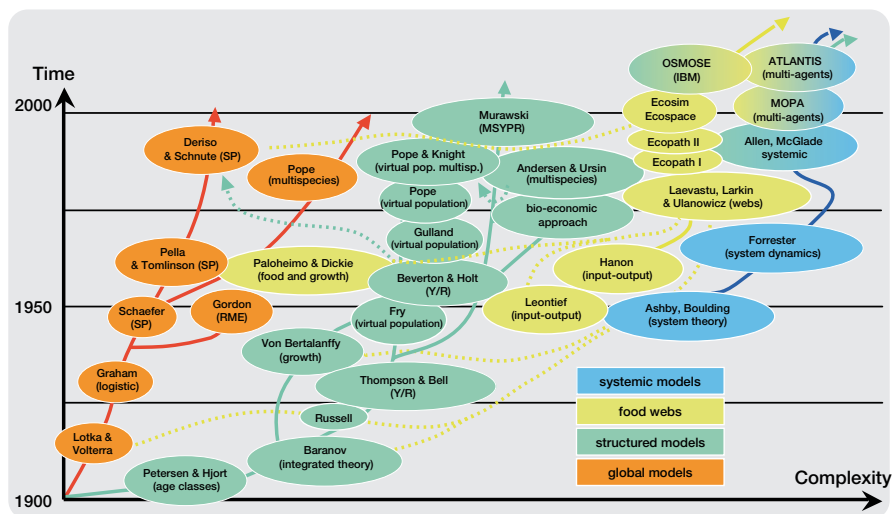 Time
2000
1950
1900
Complexity
OSMOSE
(IBM)
ATLANTIS
(multi-agents)
Ecosim
Ecospace
MOPA
(multi-agents)
Murawski
(MSYPR)
Deriso
& Schnute (SP)
Pope
(multispecies)
Pope & Knight
(virtual pop. multisp.)
Andersen & Ursin
(multispecies)
Ecopath II
Ecopath I
Allen, McGlade
systemic
Pope
(virtual population)
bio-economic
approach
Laevastu, Larkin
& Ulanowicz (webs)
Gulland
(virtual population)
Forrester
(system dynamics)
Pella
& Tomlinson (SP)
Paloheimo & Dickie
(food and growth)
Beverton & Holt
(Y/R)
Hanon
(input-output)
Schaefer
(SP)
Gordon
(RME)
Fry
(virtual population)
Leontief
(input-output)
Ashby, Boulding
(system theory)
Von Bertalanffy
(growth)
Graham
(logistic)
Thompson & Bell
(Y/R)
Russell
Lotka &
Volterra
Baranov
(integrated theory)
Petersen & Hjort
(age classes)
systemic models
food webs
structured models
global models